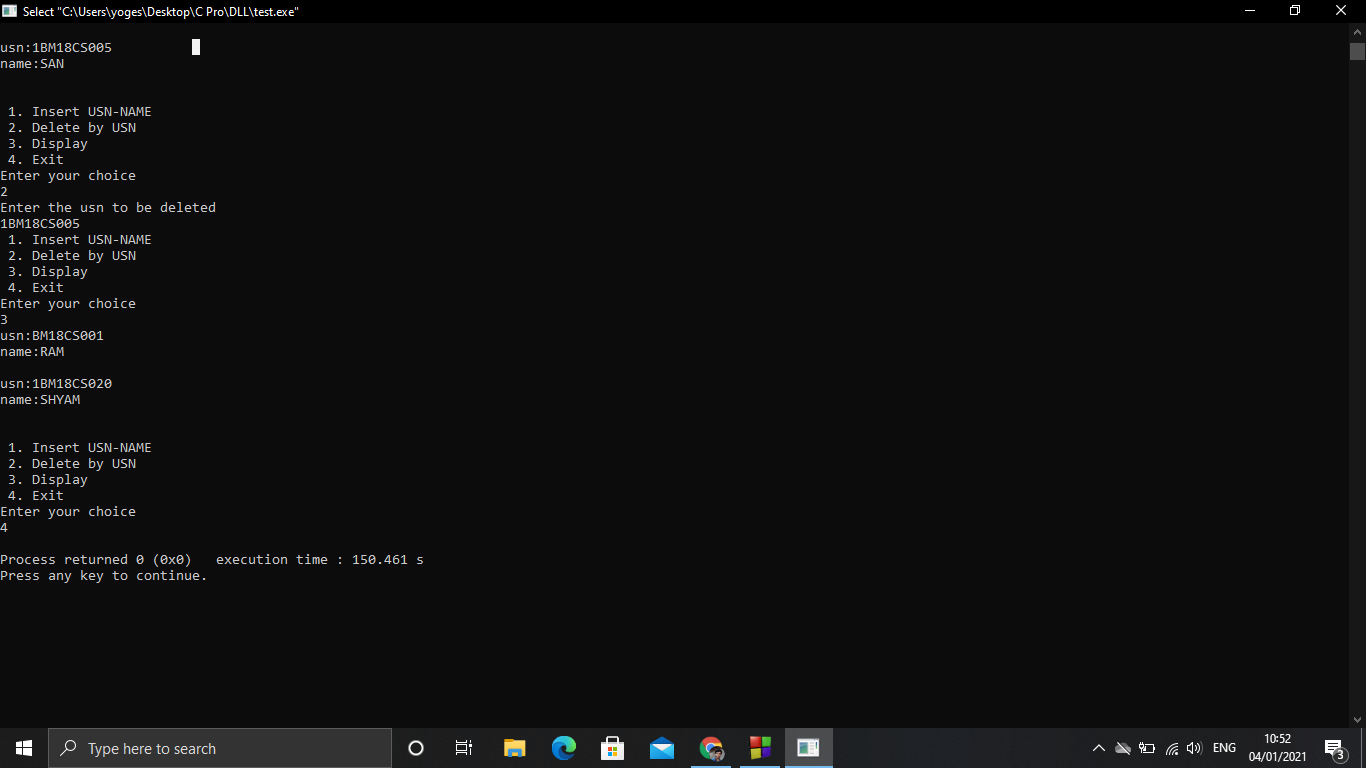 Select "C:\Users\yoges\Desktop\C Pro\DLL\test.exe"
usn:1BM18CS005
name:SAN
1. Insert USN-NAME
2. Delete by USN
3. Display
4. Exit
Enter your choice
2
Enter the usn to be deleted
1BM18CS005
1. Insert USN-NAME
2. Delete by USN
3. Display
4. Exit
Enter your choice
3
usn:BM18CS001
name:RAM
usn:1BM18CS020
name:SHYAM
1. Insert USN-NAME
2. Delete by USN
3. Display
4. Exit
Enter your choice
4
Process returned 0 (0x0)   execution time : 150.461 s
Press any key to continue.
Type here to search
ENG
10:52
04/01/2021
3